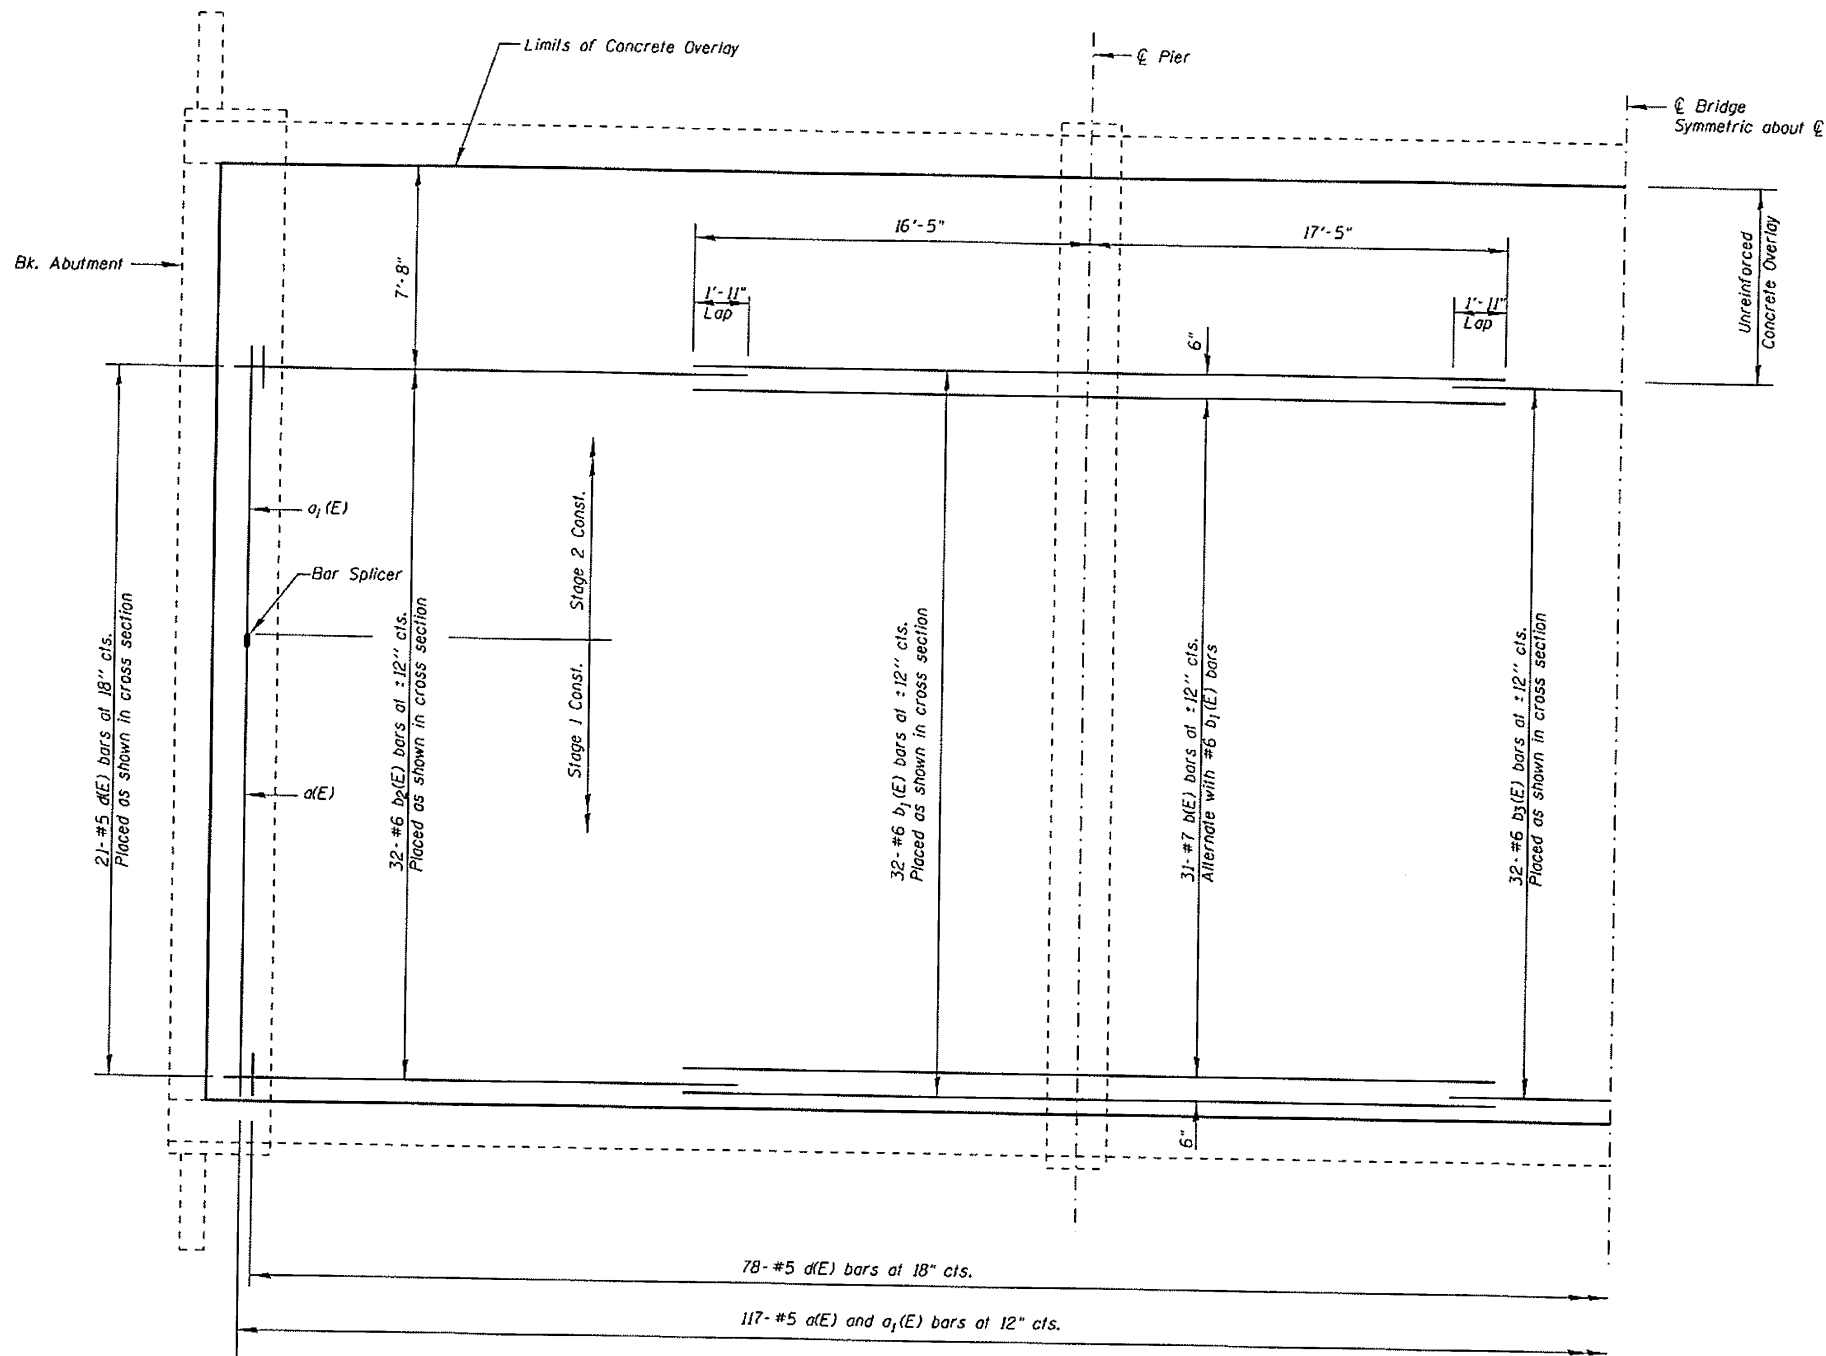 Limits of Concrete Overlay
℄ Pier
℄ Bridge
Symmetric about ℄
Bk. Abutment
7'-8"
16'-5"
17'-5"
1'-11"
Lap
1'-11"
Lap
6"
Unreinforced
Concrete Overlay
a₁(E)
Bar Splicer
Stage 2 Const.
Stage 1 Const.
a(E)
21-#5 d(E) bars at 18" cts.
Placed as shown in cross section
32-#6 b₂(E) bars at ±12" cts.
Placed as shown in cross section
32-#6 b₁(E) bars at ±12" cts.
Placed as shown in cross section
31-#7 b(E) bars at ±12" cts.
Alternate with #6 b₁(E) bars
32-#6 b₃(E) bars at ±12" cts.
Placed as shown in cross section
6"
78-#5 d(E) bars at 18" cts.
117-#5 a(E) and a₁(E) bars at 12" cts.